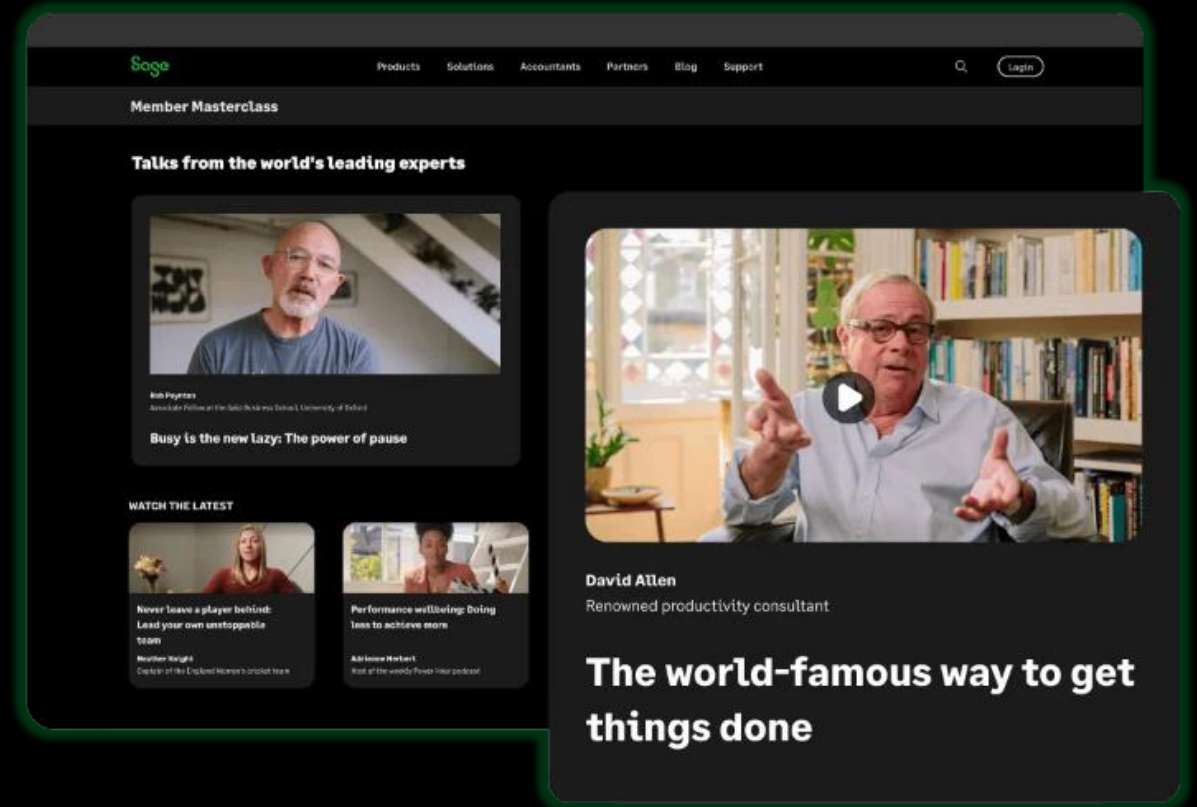 Sage
Products Solutions Accountants Partners Blog Support
Login
Member Masterclass
Talks from the world's leading experts
Rob Poynton
Associate Fellow at the Saïd Business School, University of Oxford
Busy is the new lazy: The power of pause
WATCH THE LATEST
Never leave a player behind:
Lead your own unstoppable
team
Heather Knight
Captain of the England Women's cricket team
Performance wellbeing: Doing
less to achieve more
Adrienne Herbert
Host of the weekly Power Hour podcast
David Allen
Renowned productivity consultant
The world-famous way to get
things done